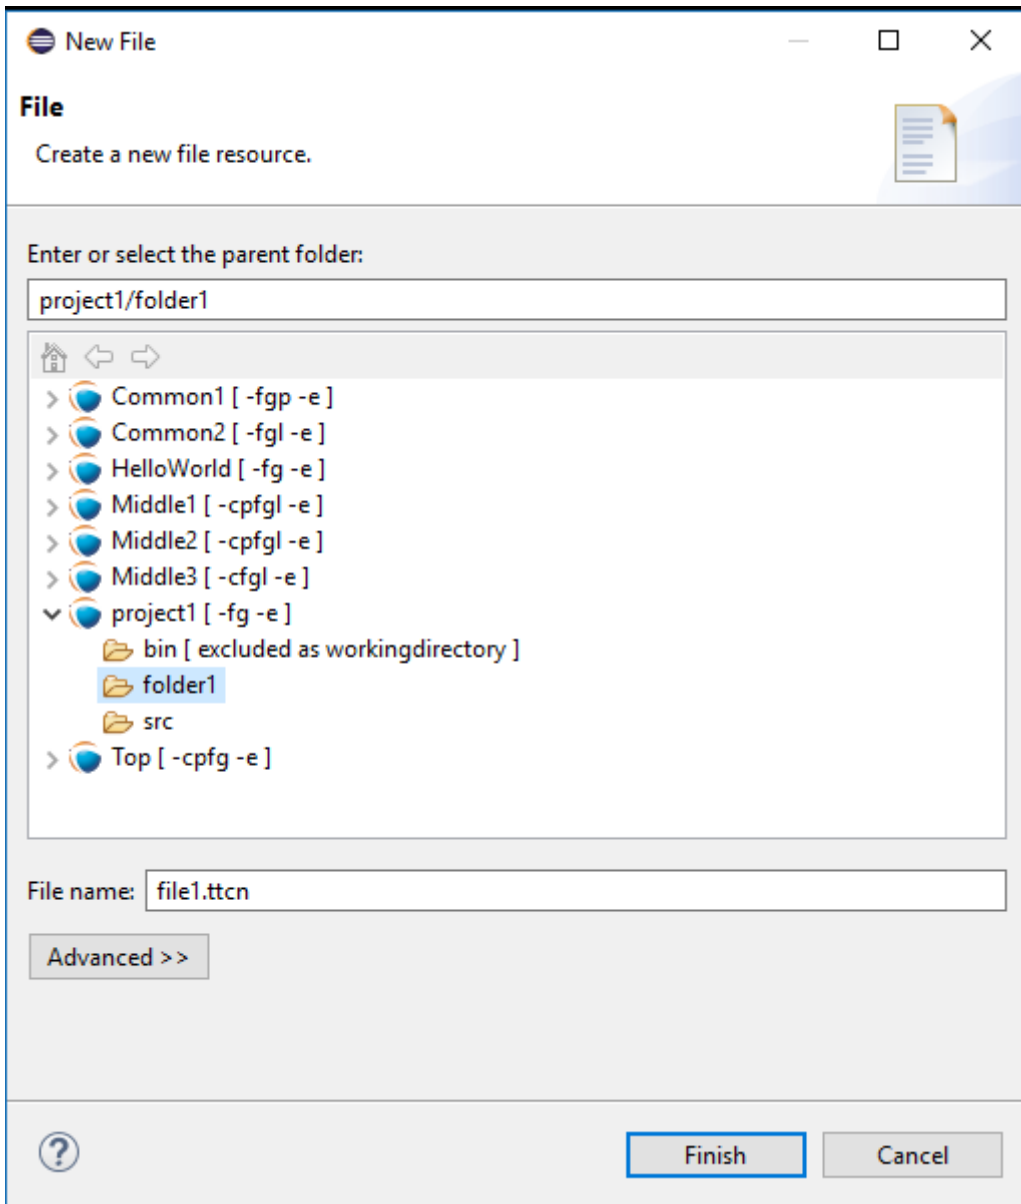 New File
File
Create a new file resource.
Enter or select the parent folder:
project1/folder1
Common1 [ -fgp -e ]
Common2 [ -fgl -e ]
HelloWorld [ -fg -e ]
Middle1 [ -cpfgl -e ]
Middle2 [ -cpfgl -e ]
Middle3 [ -cfgl -e ]
project1 [ -fg -e ]
bin [ excluded as workingdirectory ]
folder1
src
Top [ -cpfg -e ]
File name: file1.ttcn
Advanced >>
Finish Cancel